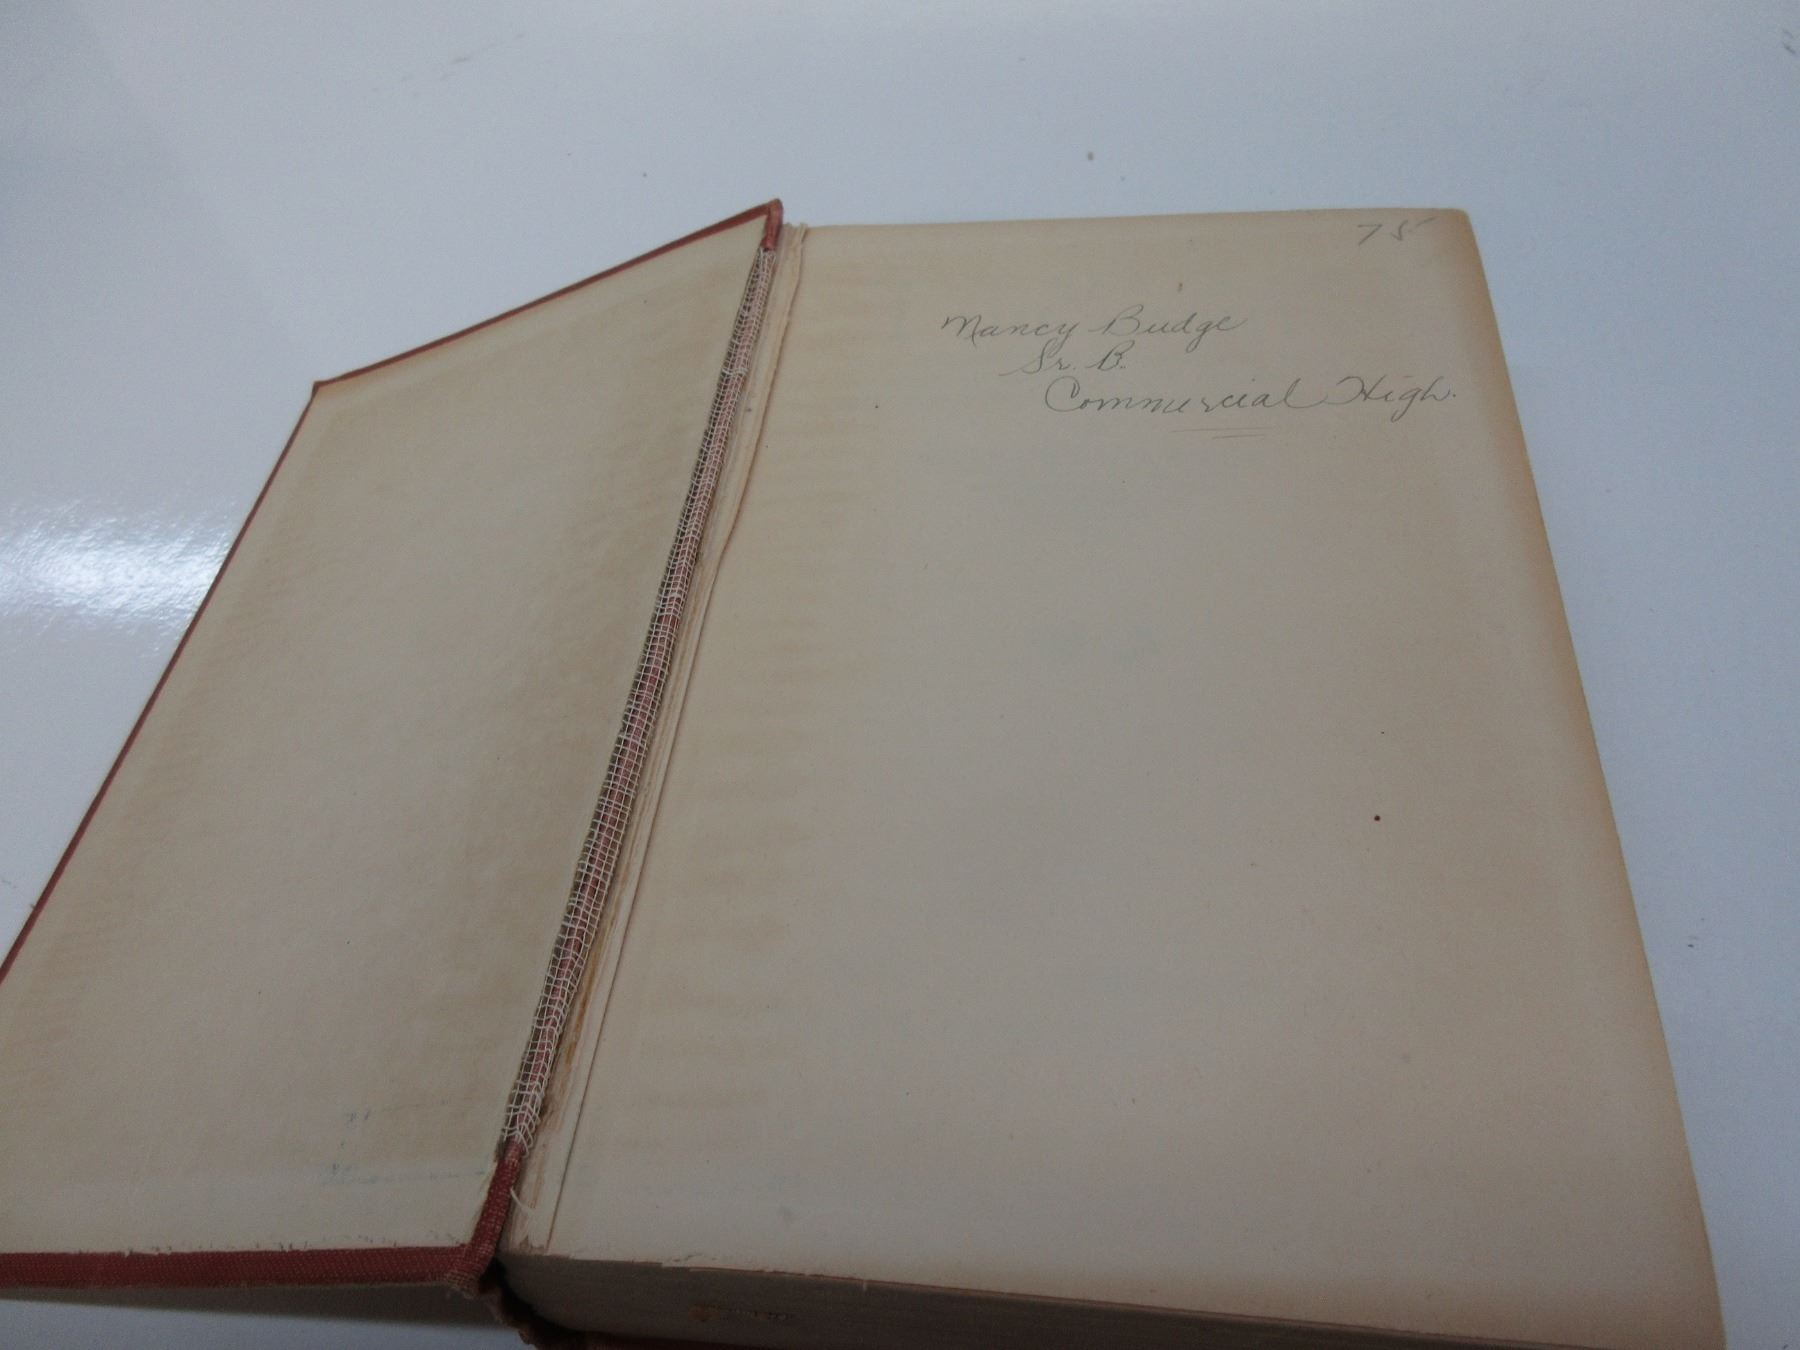 75
Nancy Budge
Sr. B.
Commercial High.